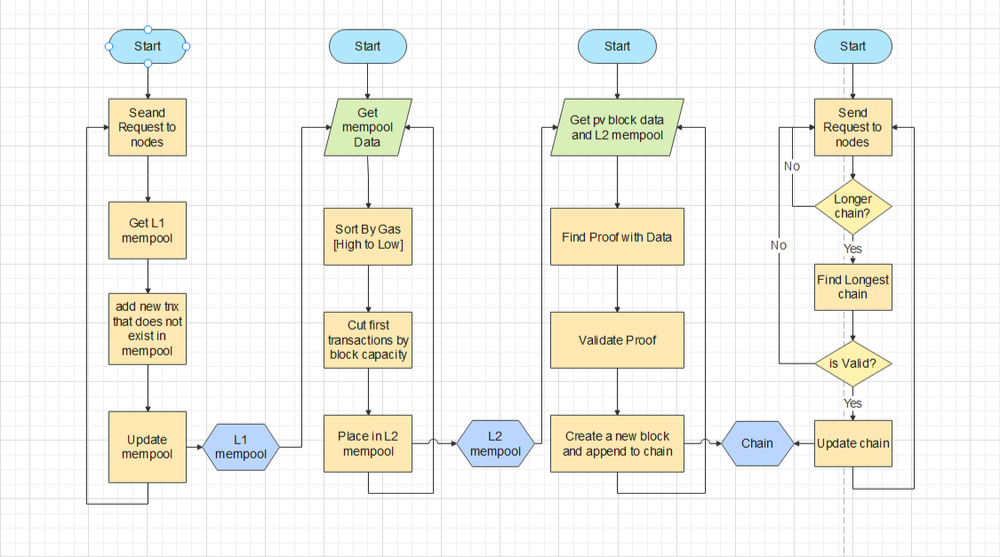 Start
Seand
Request to
nodes
Get L1
mempool
add new tnx
that does not
exist in
mempool
Update
mempool
L1
mempool
Start
Get
mempool
Data
Sort By Gas
[High to Low]
Cut first
transactions by
block capacity
Place in L2
mempool
L2
mempool
Start
Get pv block data
and L2 mempool
Find Proof with Data
Validate Proof
Create a new block
and append to chain
Chain
Start
Send
Request to
nodes
No
Longer
chain?
Yes
No
Find Longest
chain
is Valid?
Yes
Update chain